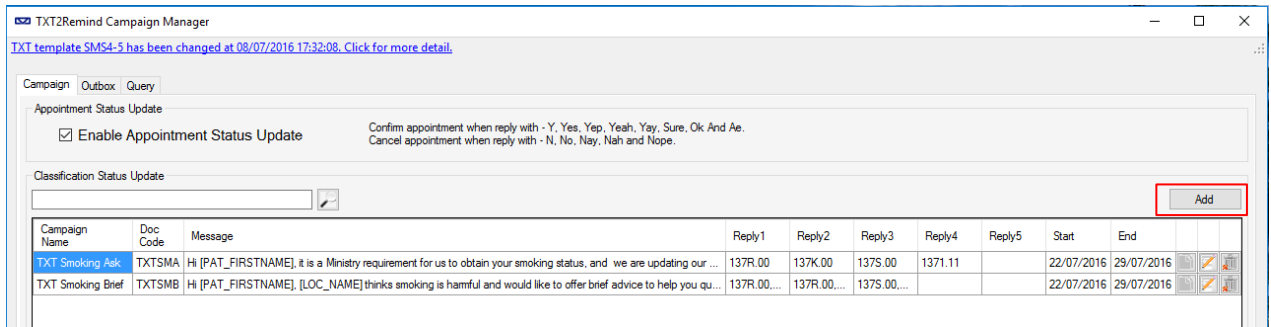 TXT2Remind Campaign Manager
TXT template SMS4-5 has been changed at 08/07/2016 17:32:08. Click for more detail.
Campaign Outbox Query
Appointment Status Update
Enable Appointment Status Update
Confirm appointment when reply with - Y, Yes, Yep, Yeah, Yay, Sure, Ok And Ae.
Cancel appointment when reply with - N, No, Nay, Nah and Nope.
Classification Status Update
Add
Campaign Name Doc Code Message Reply1 Reply2 Reply3 Reply4 Reply5 Start End
TXT Smoking Ask TXTSMA Hi [PAT_FIRSTNAME], it is a Ministry requirement for us to obtain your smoking status, and we are updating our ... 137R.00 137K.00 137S.00 1371.11 22/07/2016 29/07/2016
TXT Smoking Brief TXTSMB Hi [PAT_FIRSTNAME], [LOC_NAME] thinks smoking is harmful and would like to offer brief advice to help you qu... 137R.00,... 137R.00,... 137S.00,... 22/07/2016 29/07/2016